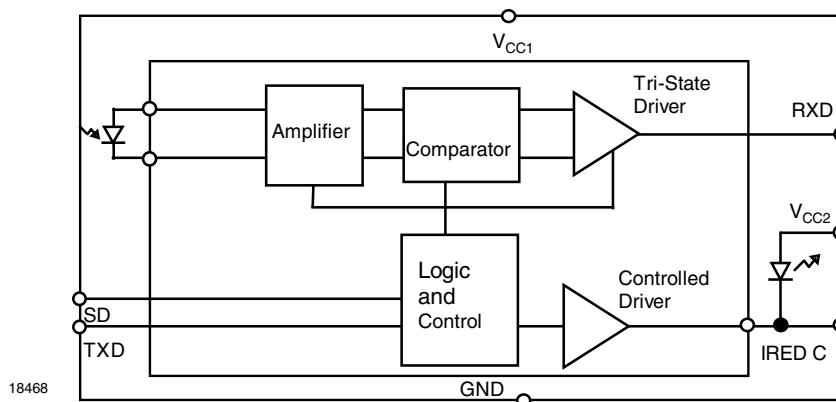 V_CC1
Tri-State
Driver
RXD
Amplifier
Comparator
V_CC2
Logic
and
Control
Controlled
Driver
SD
TXD
IRED C
GND
18468